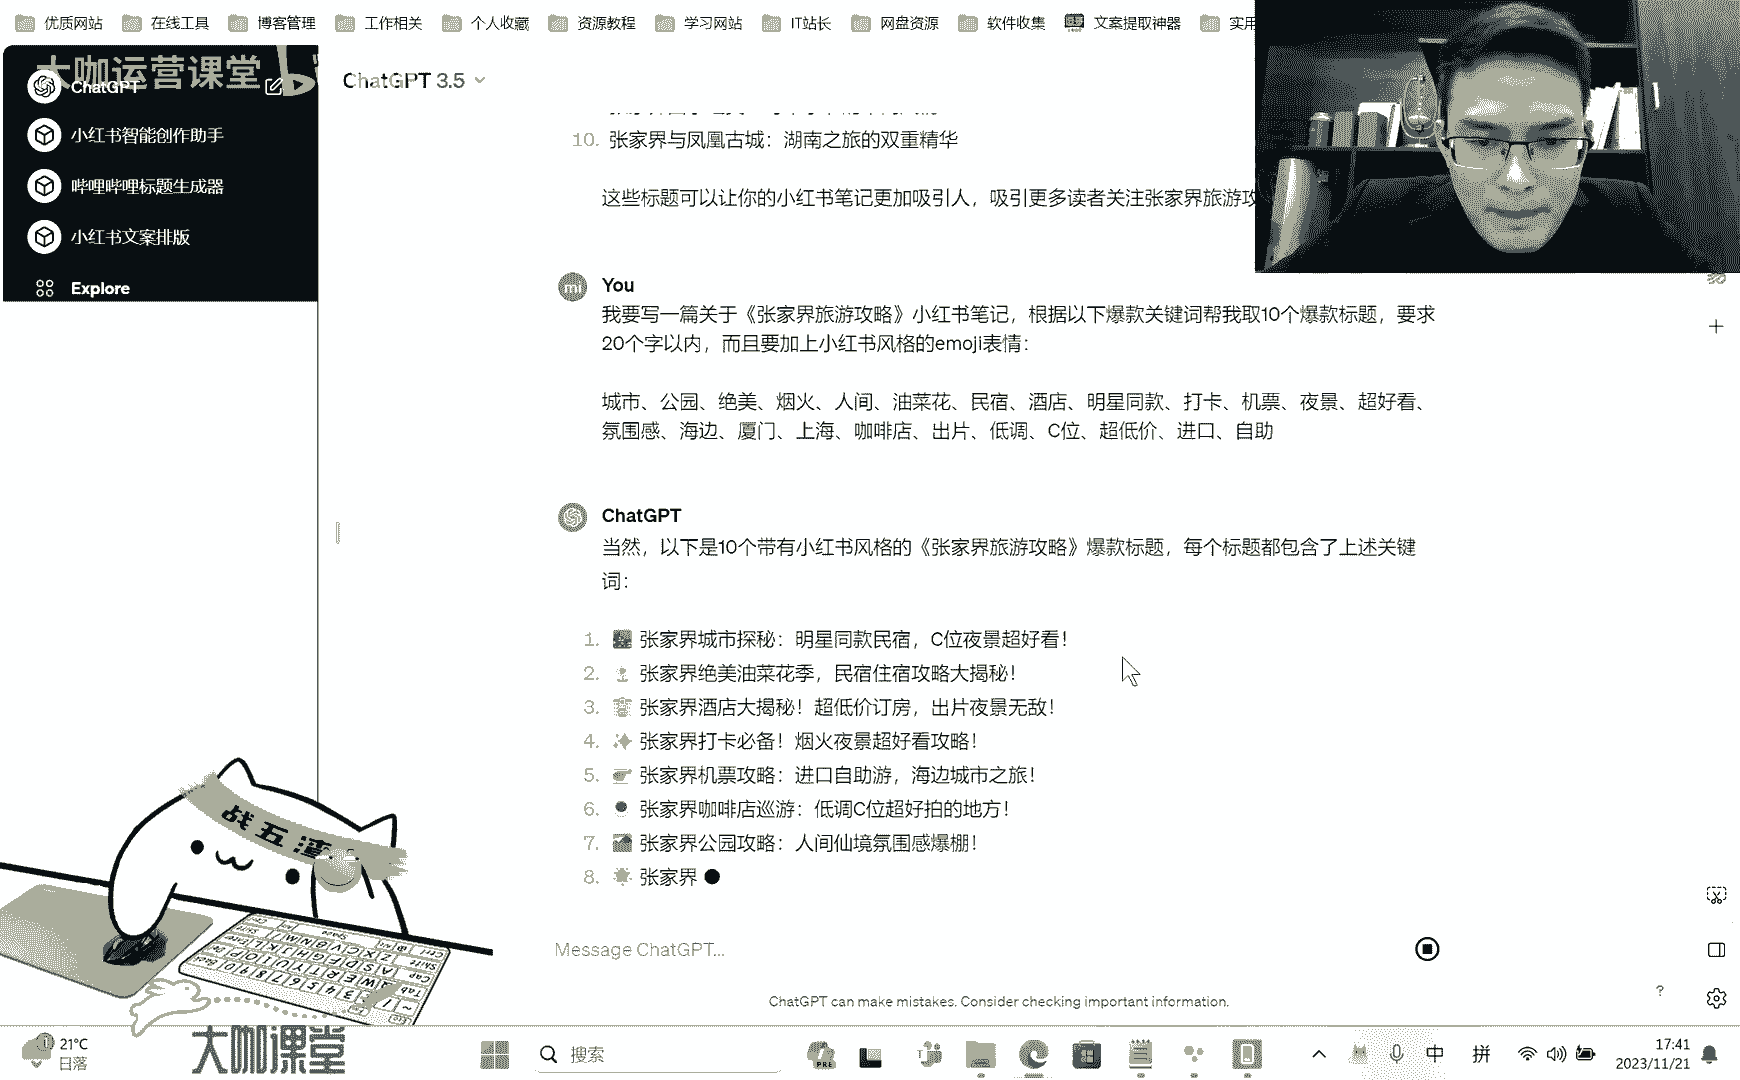 优质网站
在线工具
博客管理
工作相关
个人收藏
资源教程
学习网站
IT站长
网盘资源
软件收集
文案提取神器
实用
大咖运营课堂
ChatGPT
小红书智能创作助手
哔哩哔哩标题生成器
小红书文案排版
Explore
ChatGPT 3.5
10. 张家界与凤凰古城：湖南之旅的双重精华
这些标题可以让你的小红书笔记更加吸引人，吸引更多读者关注张家界旅游攻
mi
You
我要写一篇关于《张家界旅游攻略》小红书笔记，根据以下爆款关键词帮我取10个爆款标题，要求
20个字以内，而且要加上小红书风格的emoji表情：
城市、公园、绝美、烟火、人间、油菜花、民宿、酒店、明星同款、打卡、机票、夜景、超好看、
氛围感、海边、厦门、上海、咖啡店、出片、低调、C位、超低价、进口、自助
ChatGPT
当然，以下是10个带有小红书风格的《张家界旅游攻略》爆款标题，每个标题都包含了上述关键
词：
1. 张家界城市探秘：明星同款民宿，C位夜景超好看！
2. 张家界绝美油菜花季，民宿住宿攻略大揭秘！
3. 张家界酒店大揭秘！超低价订房，出片夜景无敌！
4. 张家界打卡必备！烟火夜景超好看攻略！
5. 张家界机票攻略：进口自助游，海边城市之旅！
6. 张家界咖啡店巡游：低调C位超好拍的地方！
7. 张家界公园攻略：人间仙境氛围感爆棚！
8. 张家界
战五渣
Message ChatGPT...
ChatGPT can make mistakes. Consider checking important information.
?
大咖课堂
21°C
日落
搜索
PRE
中
拼
17:41
2023/11/21